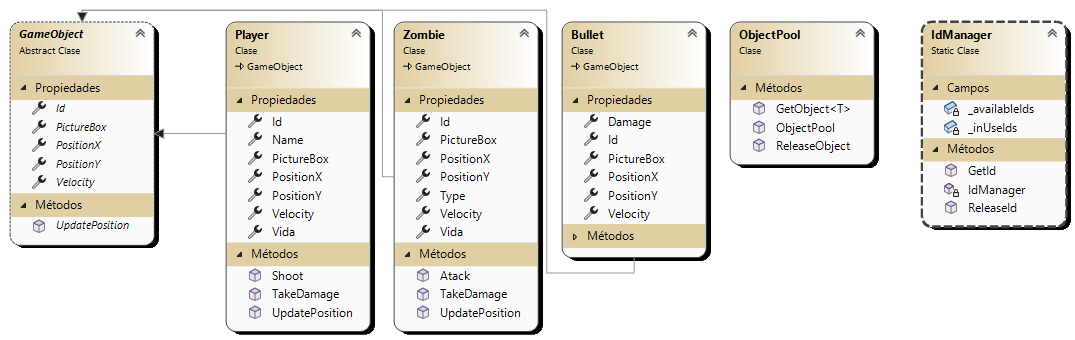 GameObject
Abstract Clase
Propiedades
Id
PictureBox
PositionX
PositionY
Velocity
Métodos
UpdatePosition
Player
Clase
GameObject
Propiedades
Id
Name
PictureBox
PositionX
PositionY
Velocity
Vida
Métodos
Shoot
TakeDamage
UpdatePosition
Zombie
Clase
GameObject
Propiedades
Id
PictureBox
PositionX
PositionY
Type
Velocity
Vida
Métodos
Atack
TakeDamage
UpdatePosition
Bullet
Clase
GameObject
Propiedades
Damage
Id
PictureBox
PositionX
PositionY
Velocity
Métodos
ObjectPool
Clase
Métodos
GetObject<T>
ObjectPool
ReleaseObject
IdManager
Static Clase
Campos
_availableIds
_inUseIds
Métodos
GetId
IdManager
ReleaseId